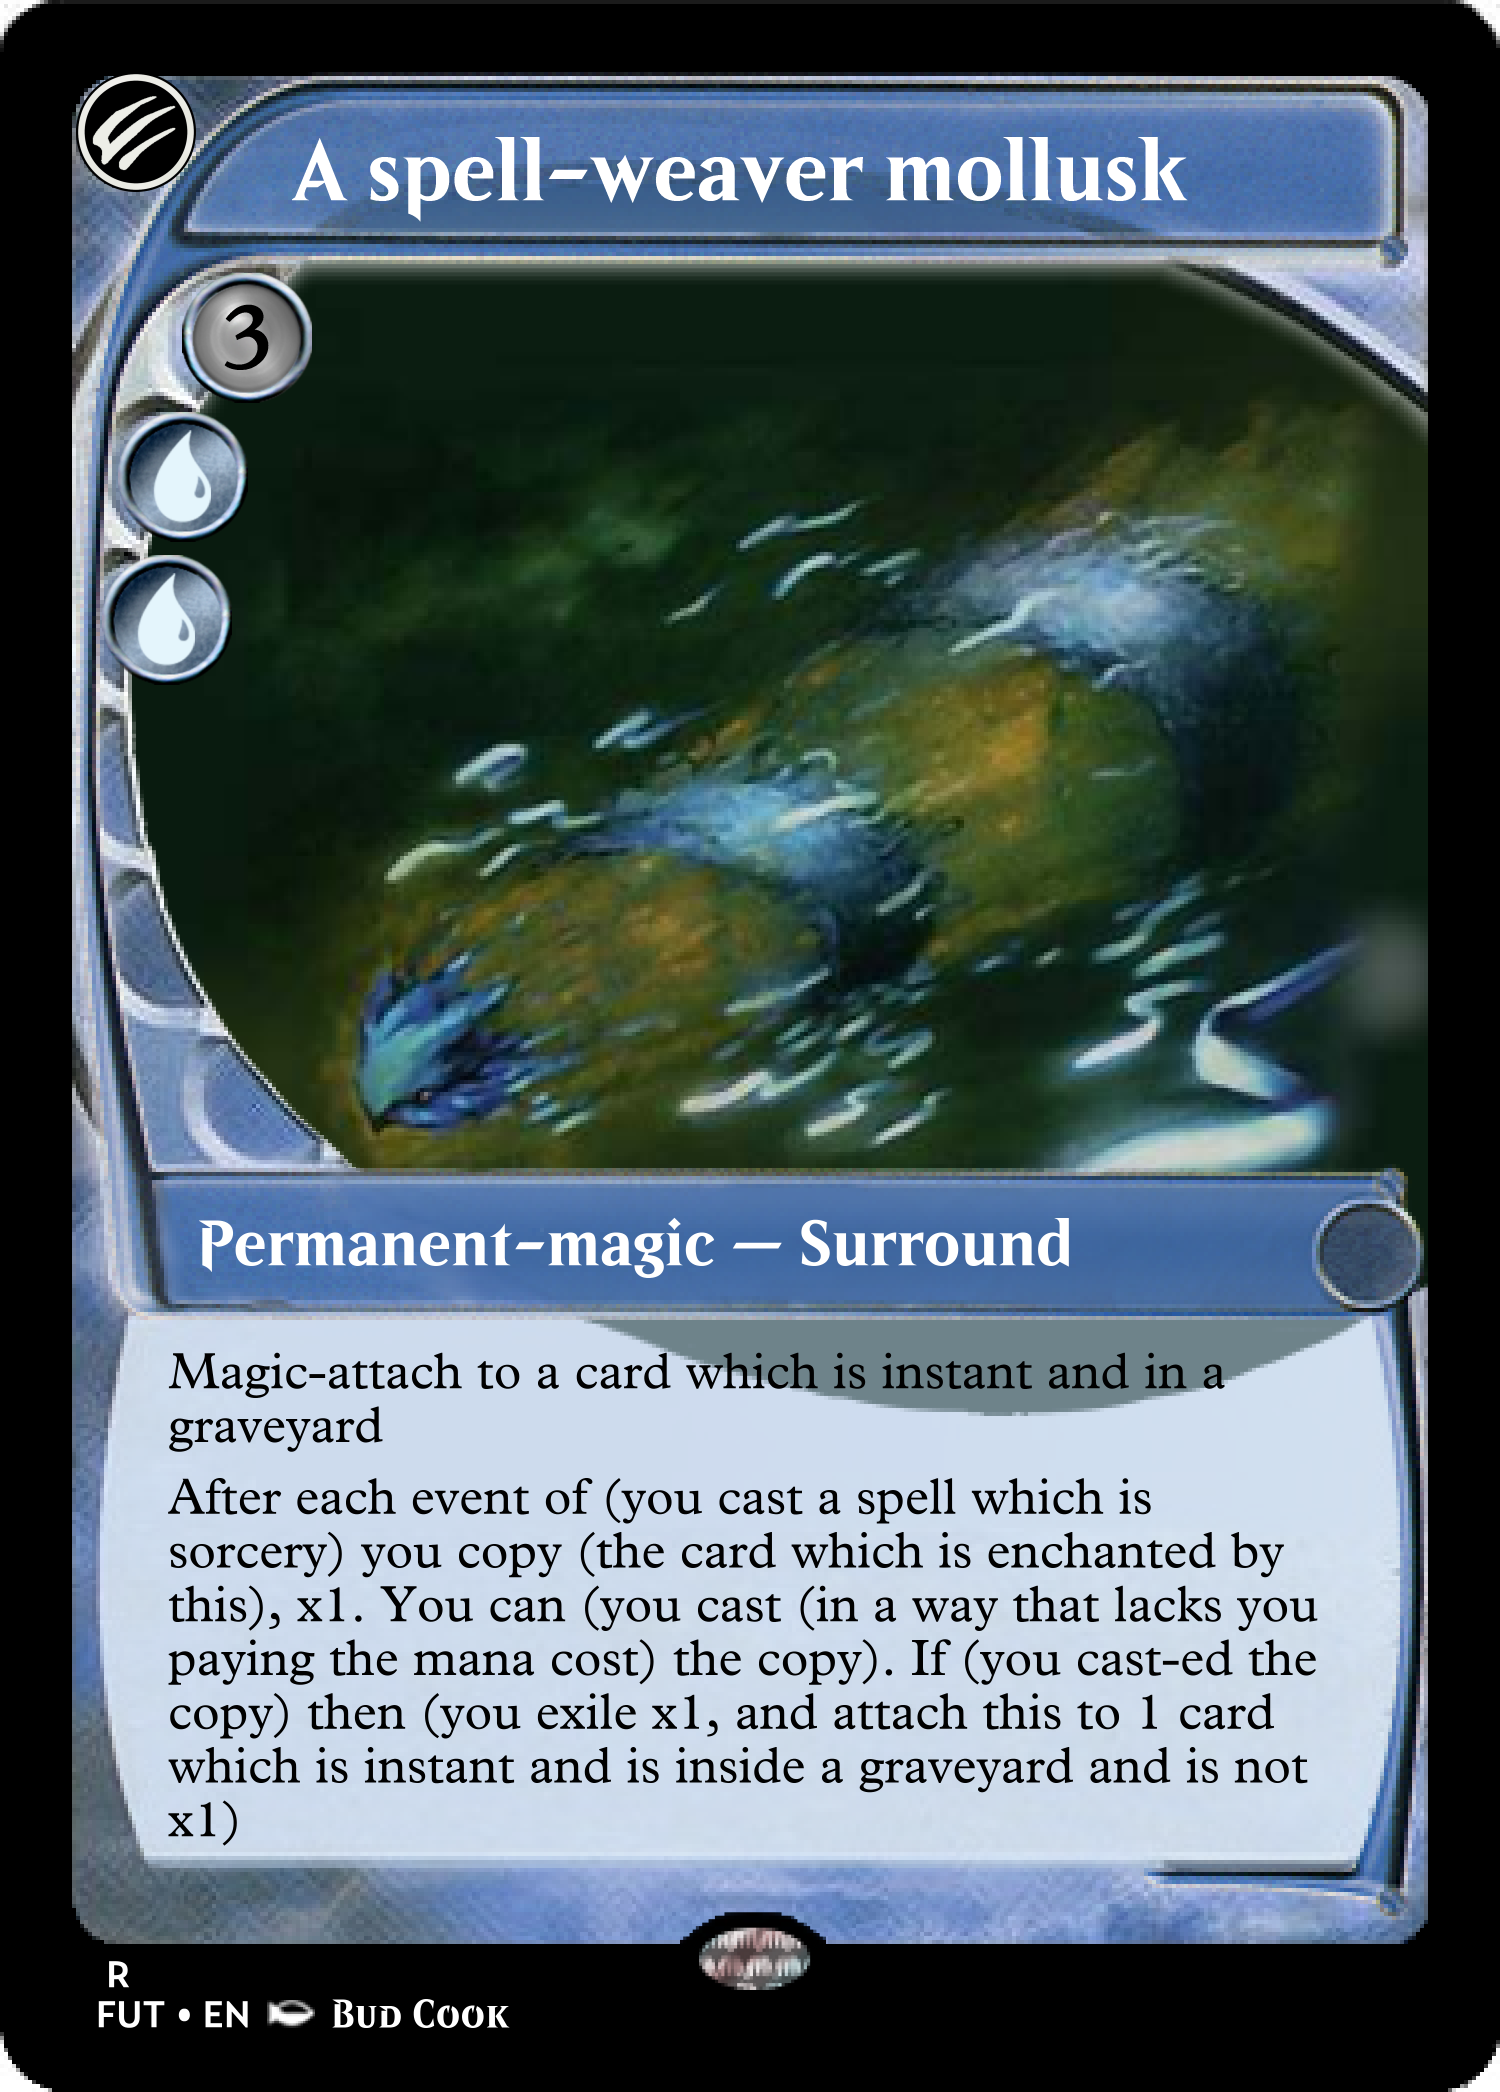 A spell-weaver mollusk
3
Permanent-magic — Surround
Magic-attach to a card which is instant and in a
graveyard
After each event of (you cast a spell which is
sorcery) you copy (the card which is enchanted by
this), x1. You can (you cast (in a way that lacks you
paying the mana cost) the copy). If (you cast-ed the
copy) then (you exile x1, and attach this to 1 card
which is instant and is inside a graveyard and is not
x1)
R
FUT • EN Bud Cook